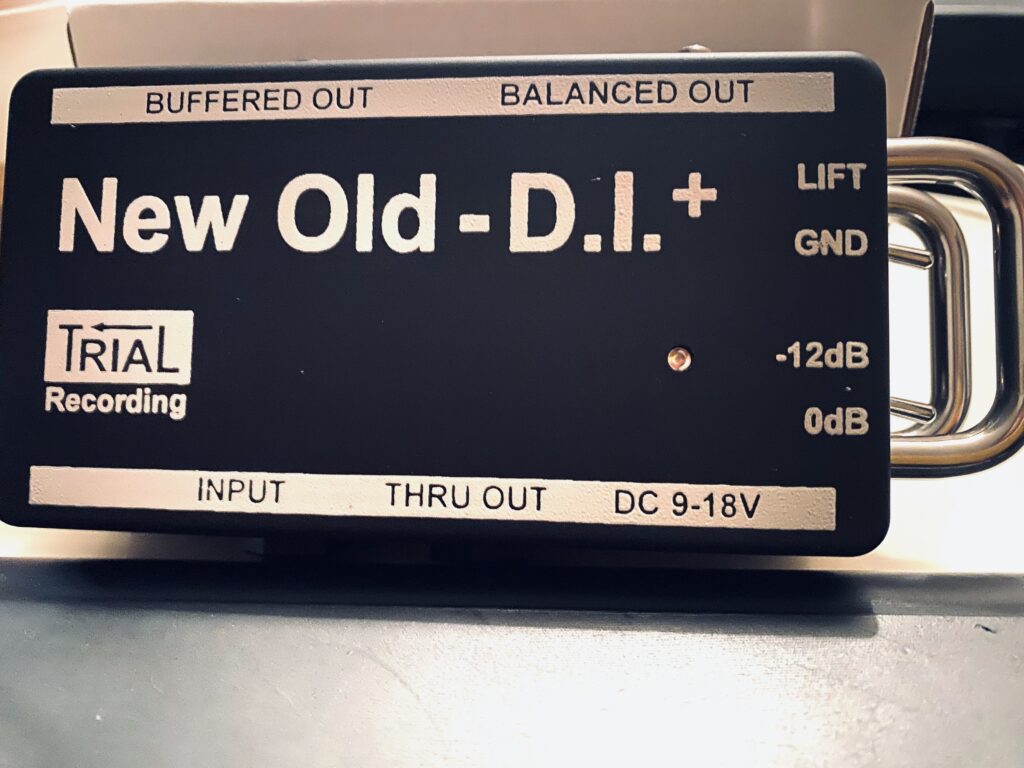 BUFFERED OUT BALANCED OUT
New Old - D.I.+
LIFT
GND
TRIAL
Recording
-12dB
0dB
INPUT THRU OUT DC 9-18V